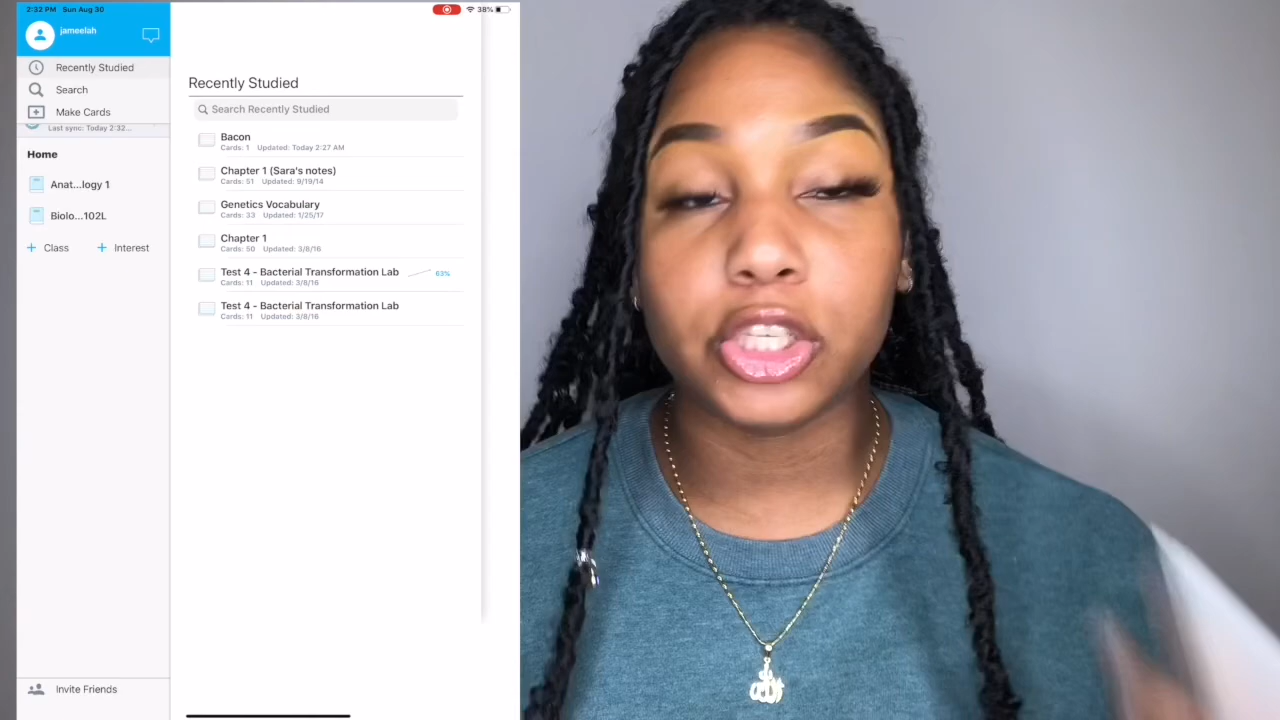 2:32 PM Sun Aug 30
38%
jameelah
Recently Studied
Search
Make Cards
Last sync: Today 2:32...
Home
Anat...logy 1
Biolo...102L
+ Class + Interest
Invite Friends
Recently Studied
Search Recently Studied
Bacon
Cards: 1 Updated: Today 2:27 AM
Chapter 1 (Sara's notes)
Cards: 51 Updated: 9/19/14
Genetics Vocabulary
Cards: 33 Updated: 1/25/17
Chapter 1
Cards: 50 Updated: 3/8/16
Test 4 - Bacterial Transformation Lab
63%
Cards: 11 Updated: 3/8/16
Test 4 - Bacterial Transformation Lab
Cards: 11 Updated: 3/8/16
الله